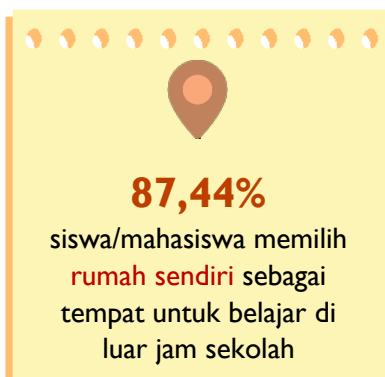 87,44%
siswa/mahasiswa memilih
rumah sendiri sebagai
tempat untuk belajar di
luar jam sekolah